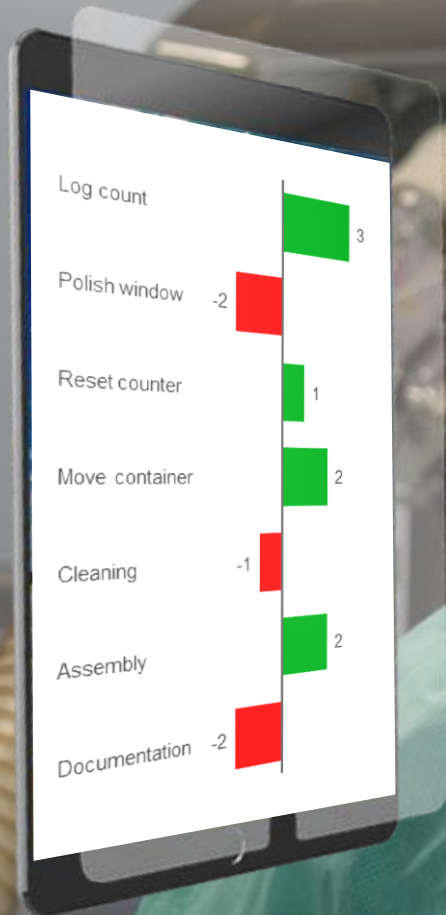 Log count
3
Polish window
-2
Reset counter
1
Move container
2
Cleaning
-1
Assembly
2
Documentation
-2